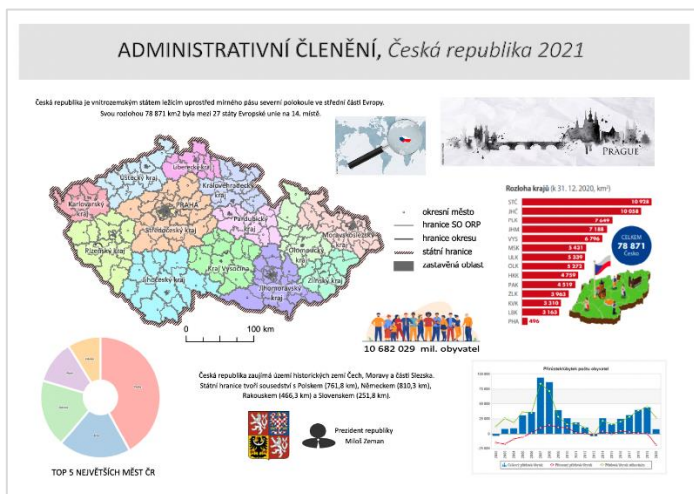 ADMINISTRATIVNÍ ČLENĚNÍ, Česká republika 2021
Česká republika je vnitrozemským státem ležícím uprostřed mírného pásu severní polokoule ve střední části Evropy.
Svou rozlohou 78 871 km2 byla mezi 27 státy Evropské unie na 14. místě.
PRAGUE
Ústecký kraj
Liberecký kraj
Karlovarský kraj
Královéhradecký kraj
PRAHA
Středočeský kraj
Pardubický kraj
Plzeňský kraj
Moravskoslezský kraj
Olomoucký kraj
Kraj Vysočina
Jihočeský kraj
Jihomoravský kraj
Zlínský kraj
0 100 km
okresní město
hranice SO ORP
hranice okresu
státní hranice
zastavěná oblast
Rozloha krajů (k 31. 12. 2020, km²)
STČ 10 928
JHČ 10 058
PLK 7 649
JHM 7 188
VYS 6 796
MSK 5 431
ULK 5 339
OLK 5 272
HKK 4 759
PAK 4 519
ZLK 3 963
KVK 3 310
LBK 3 163
PHA 496
CELKEM
78 871
Česko
10 682 029 mil. obyvatel
Česká republika zaujímá území historických zemí Čech, Moravy a části Slezska.
Státní hranice tvoří sousedství s Polskem (761,8 km), Německem (810,3 km),
Rakouskem (466,3 km) a Slovenskem (251,8 km).
Prezident republiky
Miloš Zeman
TOP 5 NEJVĚTŠÍCH MĚST ČR